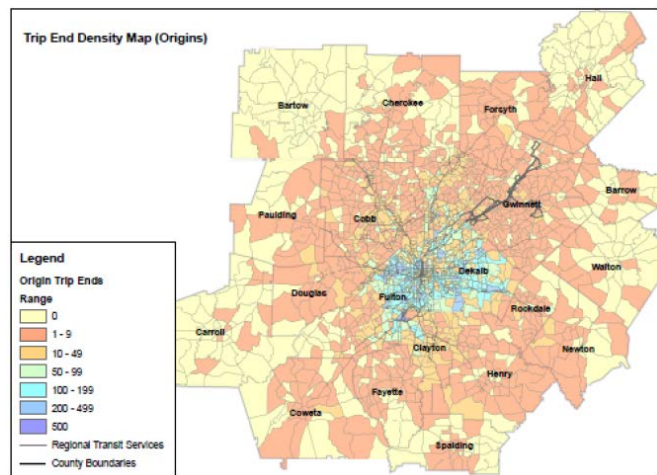 Trip End Density Map (Origins)
Hall
Bartow
Cherokee
Forsyth
Barrow
Gwinnett
Paulding
Cobb
Walton
Dekalb
Douglas
Fulton
Rockdale
Carroll
Clayton
Newton
Henry
Fayette
Coweta
Spalding
Legend
Origin Trip Ends
Range
0
1 - 9
10 - 49
50 - 99
100 - 199
200 - 499
500
Regional Transit Services
County Boundaries